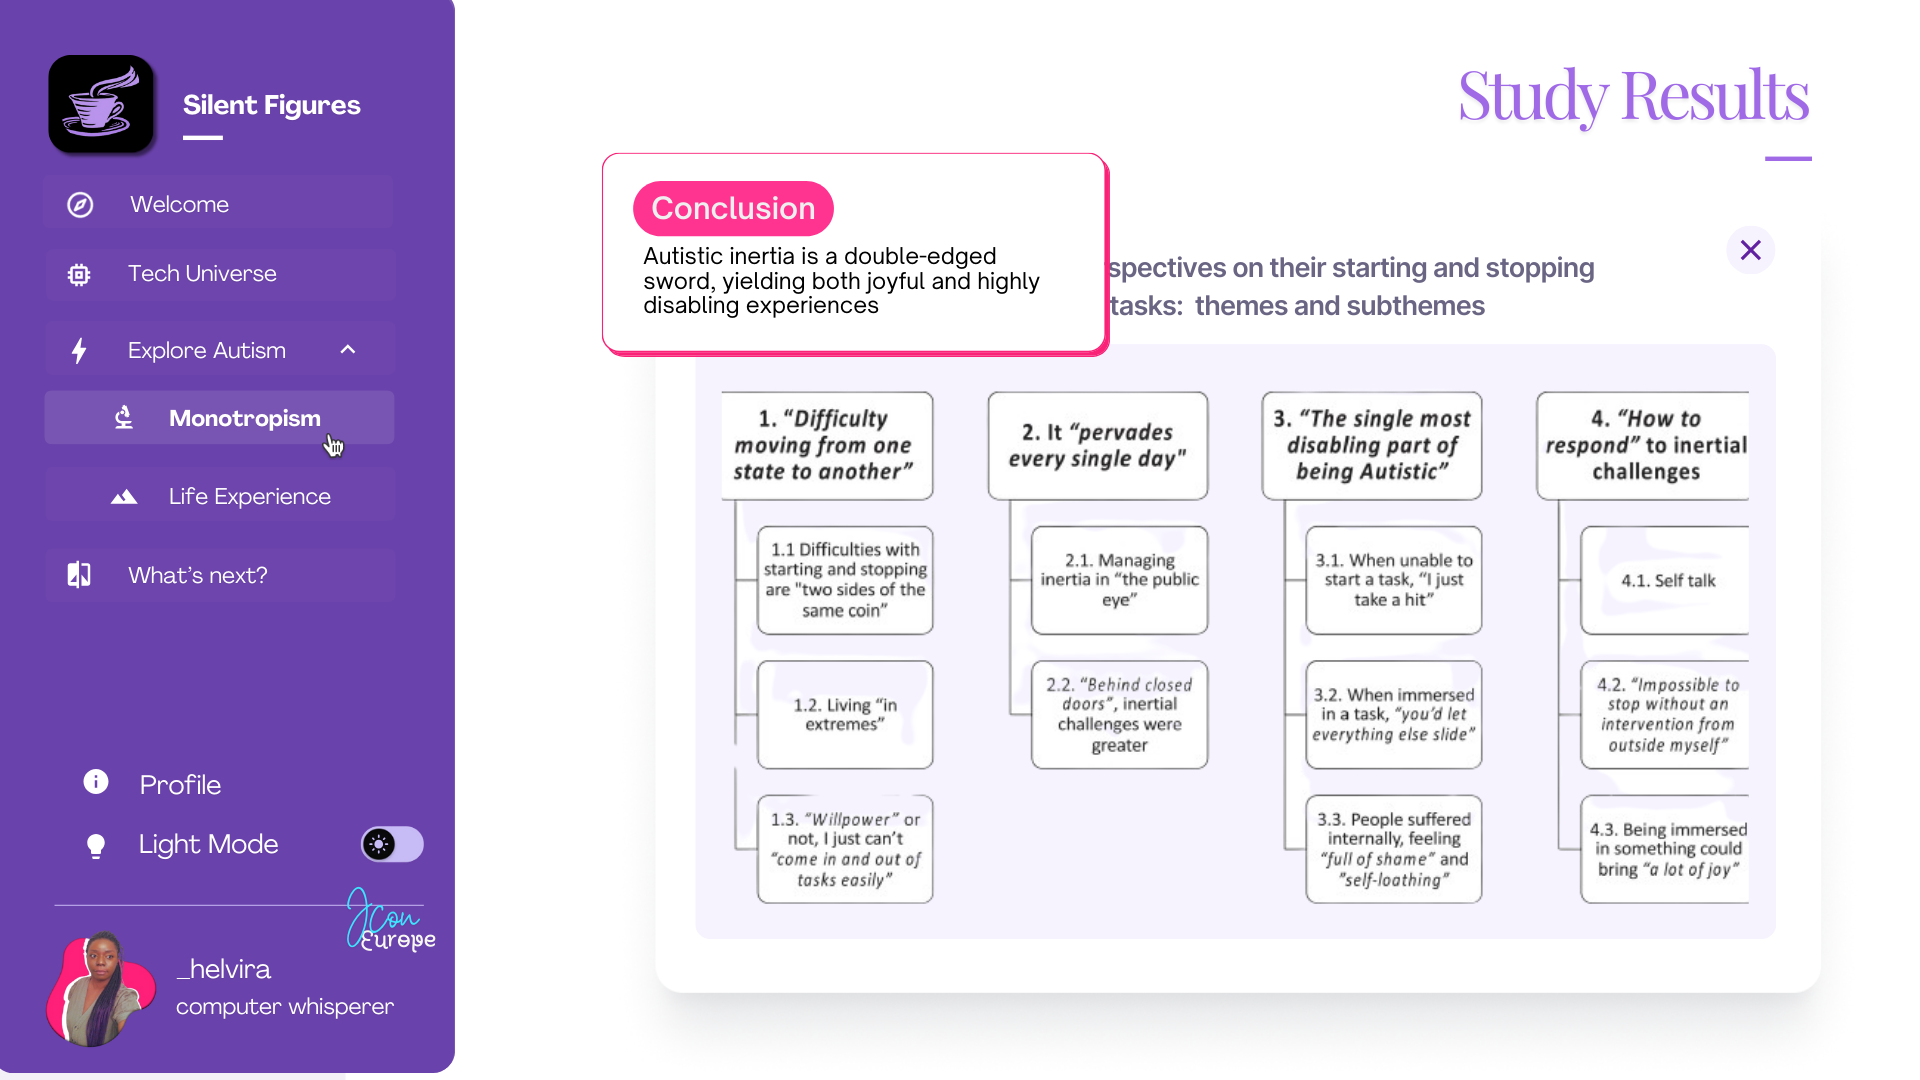 Silent Figures
Welcome
Tech Universe
Explore Autism
Monotropism
Life Experience
What's next?
Profile
Light Mode
JCon
Europe
_helvira
computer whisperer
Study Results
Conclusion
Autistic inertia is a double-edged
sword, yielding both joyful and highly
disabling experiences
spectives on their starting and stopping
tasks: themes and subthemes
1. “Difficulty
moving from one
state to another”
1.1 Difficulties with
starting and stopping
are "two sides of the
same coin”
1.2. Living “in
extremes”
1.3. “Willpower” or
not, I just can’t
“come in and out of
tasks easily”
2. It “pervades
every single day"
2.1. Managing
inertia in “the public
eye”
2.2. “Behind closed
doors”, inertial
challenges were
greater
3. “The single most
disabling part of
being Autistic”
3.1. When unable to
start a task, “I just
take a hit”
3.2. When immersed
in a task, “you’d let
everything else slide”
3.3. People suffered
internally, feeling
“full of shame” and
”self-loathing”
4. “How to
respond” to inertial
challenges
4.1. Self talk
4.2. “Impossible to
stop without an
intervention from
outside myself”
4.3. Being immersed
in something could
bring “a lot of joy”